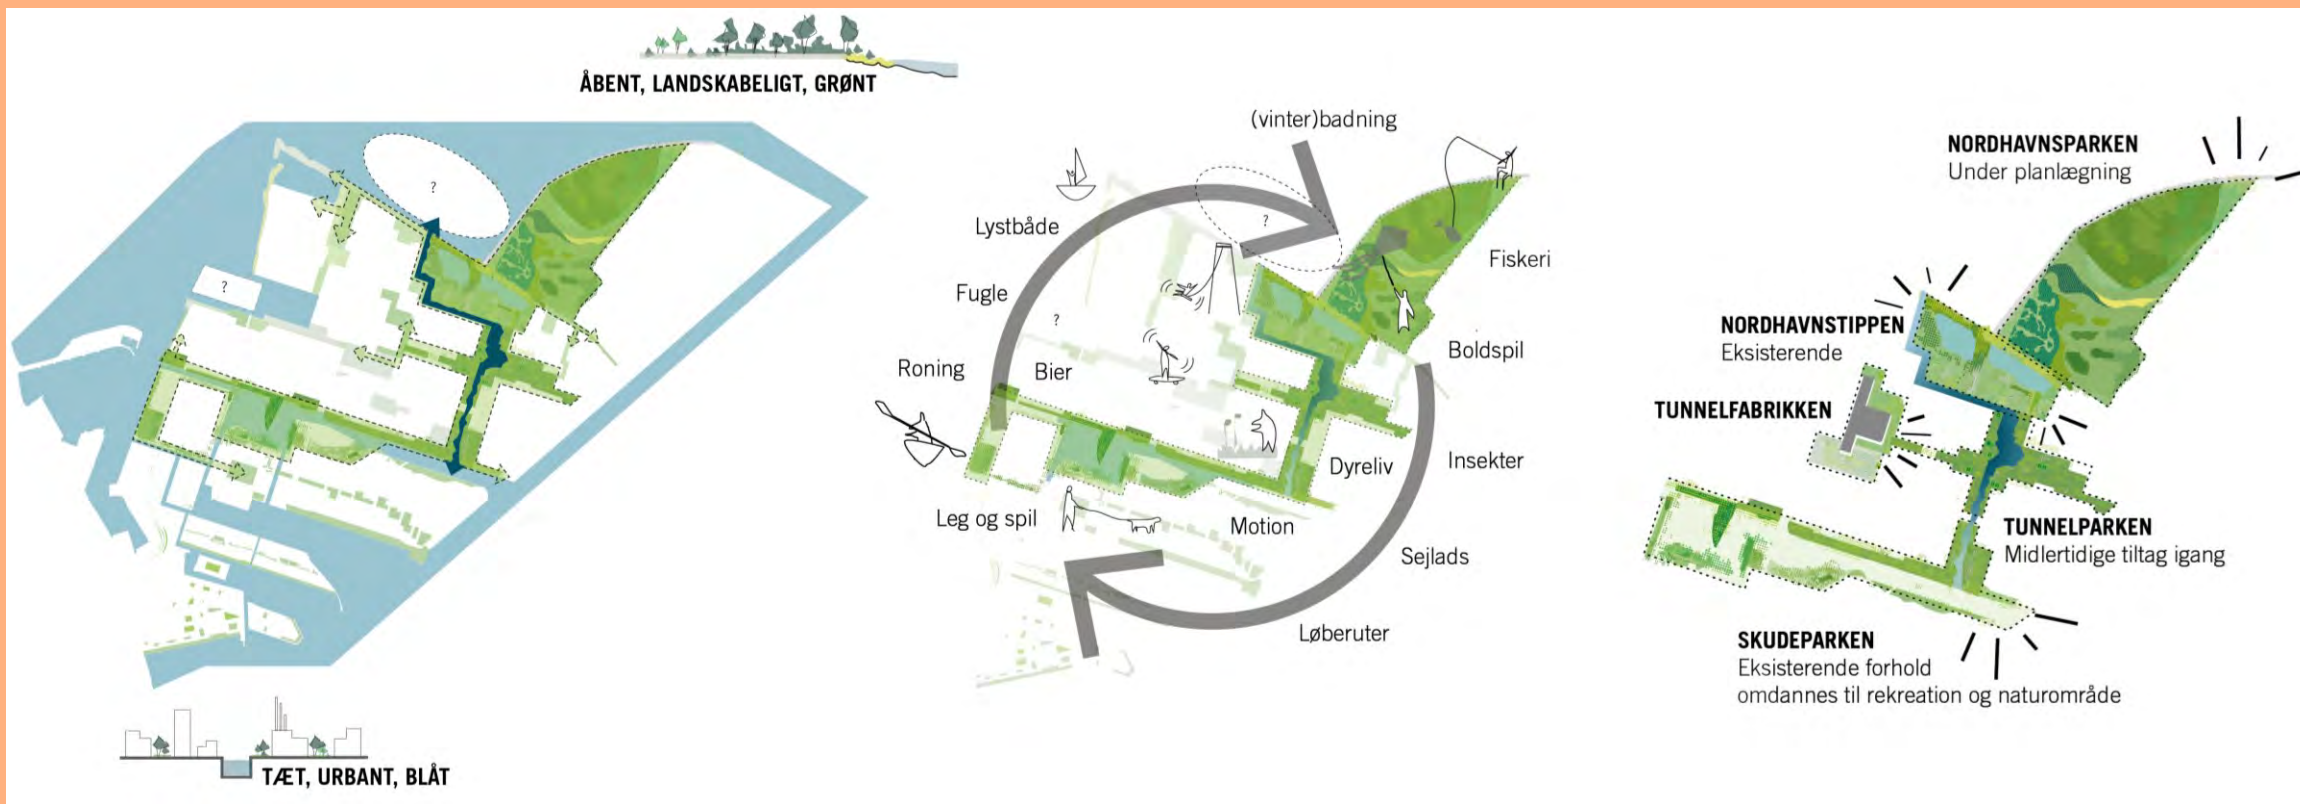 ÅBENT, LANDSKABELIGT, GRØNT
?
?
TÆT, URBANT, BLÅT
(vinter)badning
Lystbåde
?
Fiskeri
Fugle
?
Boldspil
Roning
Bier
Dyreliv
Insekter
Leg og spil
Motion
Sejlads
Løberuter
NORDHAVNSPARKEN
Under planlægning
NORDHAVNSTIPPEN
Eksisterende
TUNNELFABRIKKEN
TUNNELPARKEN
Midlertidige tiltag igang
SKUDEPARKEN
Eksisterende forhold
omdannes til rekreation og naturområde